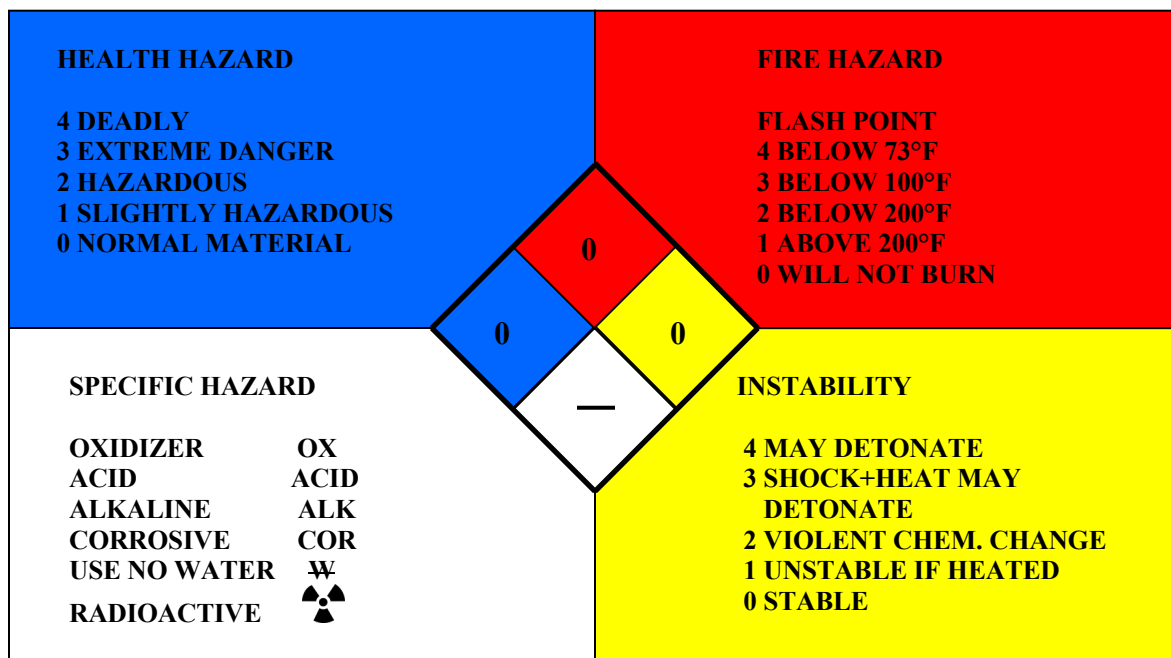 HEALTH HAZARD
4 DEADLY
3 EXTREME DANGER
2 HAZARDOUS
1 SLIGHTLY HAZARDOUS
0 NORMAL MATERIAL
FIRE HAZARD
FLASH POINT
4 BELOW 73°F
3 BELOW 100°F
2 BELOW 200°F
1 ABOVE 200°F
0 WILL NOT BURN
0
0 0
—
SPECIFIC HAZARD
OXIDIZER OX
ACID ACID
ALKALINE ALK
CORROSIVE COR
USE NO WATER W
RADIOACTIVE
INSTABILITY
4 MAY DETONATE
3 SHOCK+HEAT MAY
DETONATE
2 VIOLENT CHEM. CHANGE
1 UNSTABLE IF HEATED
0 STABLE